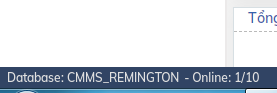 Tổng
Database: CMMS_REMINGTON - Online: 1/10